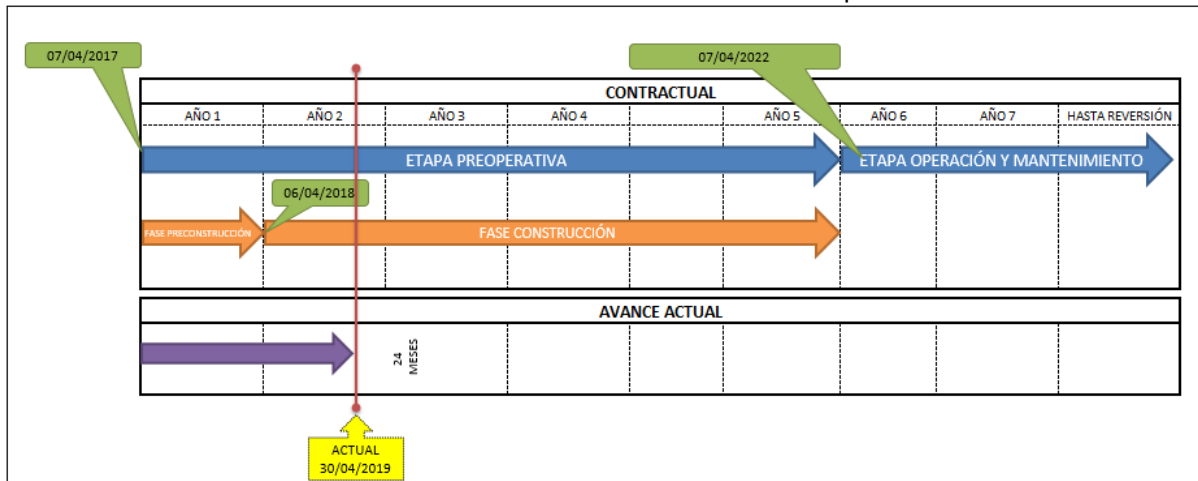 07/04/2017
07/04/2022
CONTRACTUAL
AÑO 1 AÑO 2 AÑO 3 AÑO 4 AÑO 5 AÑO 6 AÑO 7 HASTA REVERSIÓN
ETAPA PREOPERATIVA
ETAPA OPERACIÓN Y MANTENIMIENTO
06/04/2018
FASE PRECONSTRUCCIÓN
FASE CONSTRUCCIÓN
AVANCE ACTUAL
24
MESES
ACTUAL
30/04/2019